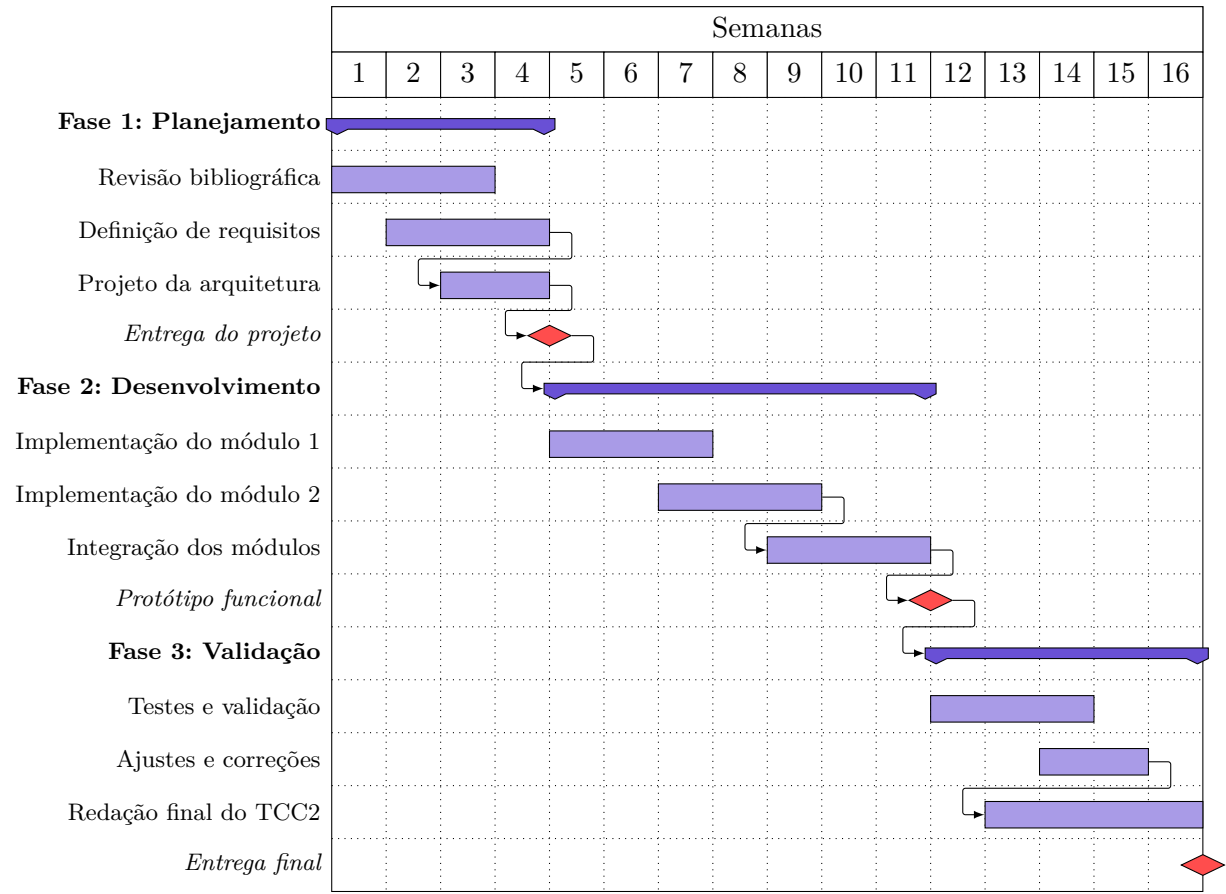 Semanas
1 2 3 4 5 6 7 8 9 10 11 12 13 14 15 16
Fase 1: Planejamento
Revisão bibliográfica
Definição de requisitos
Projeto da arquitetura
Entrega do projeto
Fase 2: Desenvolvimento
Implementação do módulo 1
Implementação do módulo 2
Integração dos módulos
Protótipo funcional
Fase 3: Validação
Testes e validação
Ajustes e correções
Redação final do TCC2
Entrega final